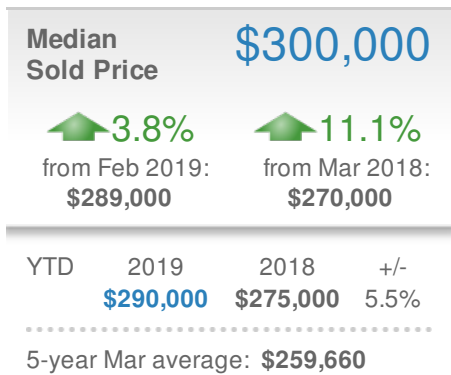 Median $300,000
Sold Price
3.8% 11.1%
from Feb 2019: from Mar 2018:
$289,000 $270,000
YTD 2019 2018 +/-
$290,000 $275,000 5.5%
5-year Mar average: $259,660